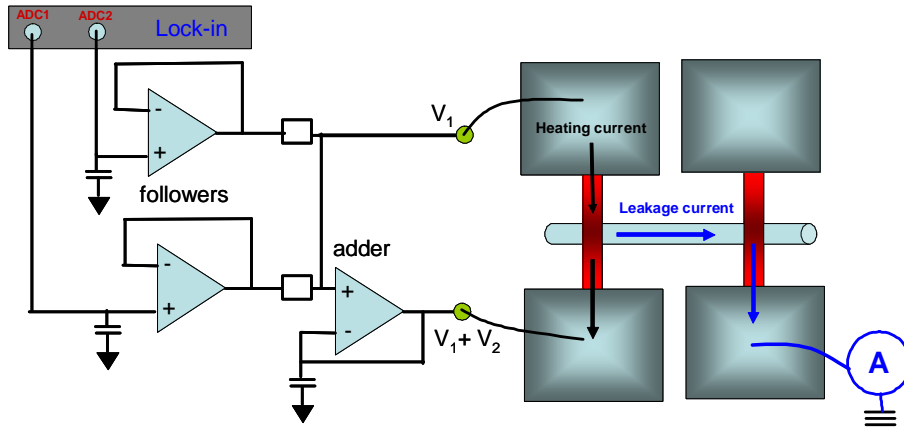 ADC1
ADC2
Lock-in
-
+
followers
-
+
adder
+
-
V1
V1+ V2
Heating current
Leakage current
A